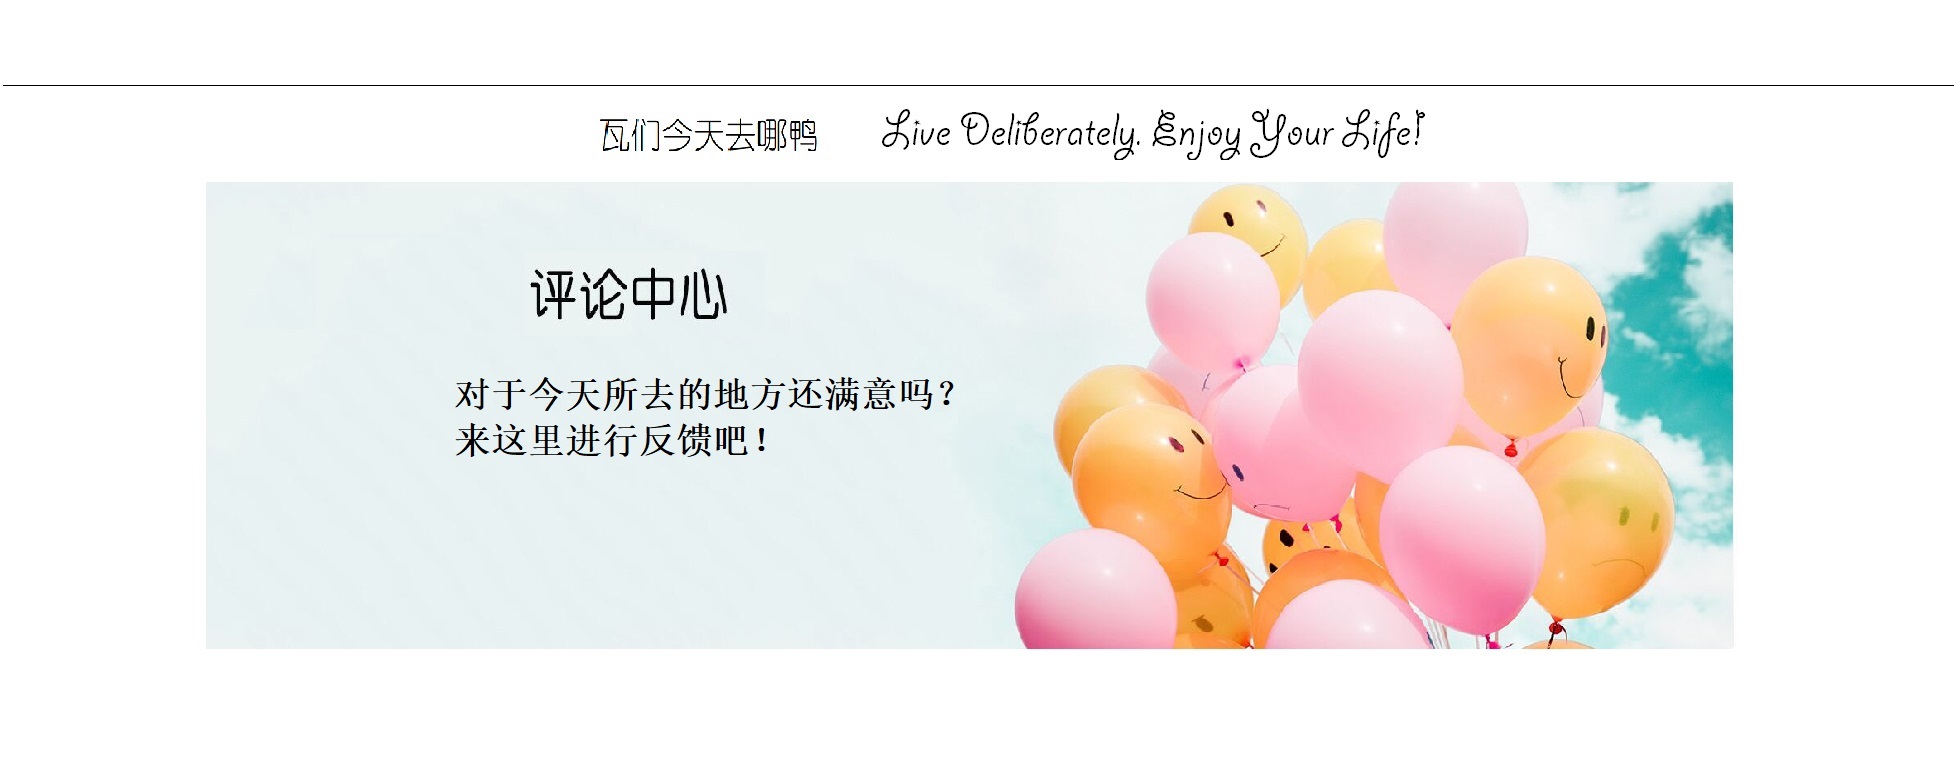 瓦们今天去哪鸭 Live Deliberately. Enjoy Your Life!
评论中心
对于今天所去的地方还满意吗?
来这里进行反馈吧!